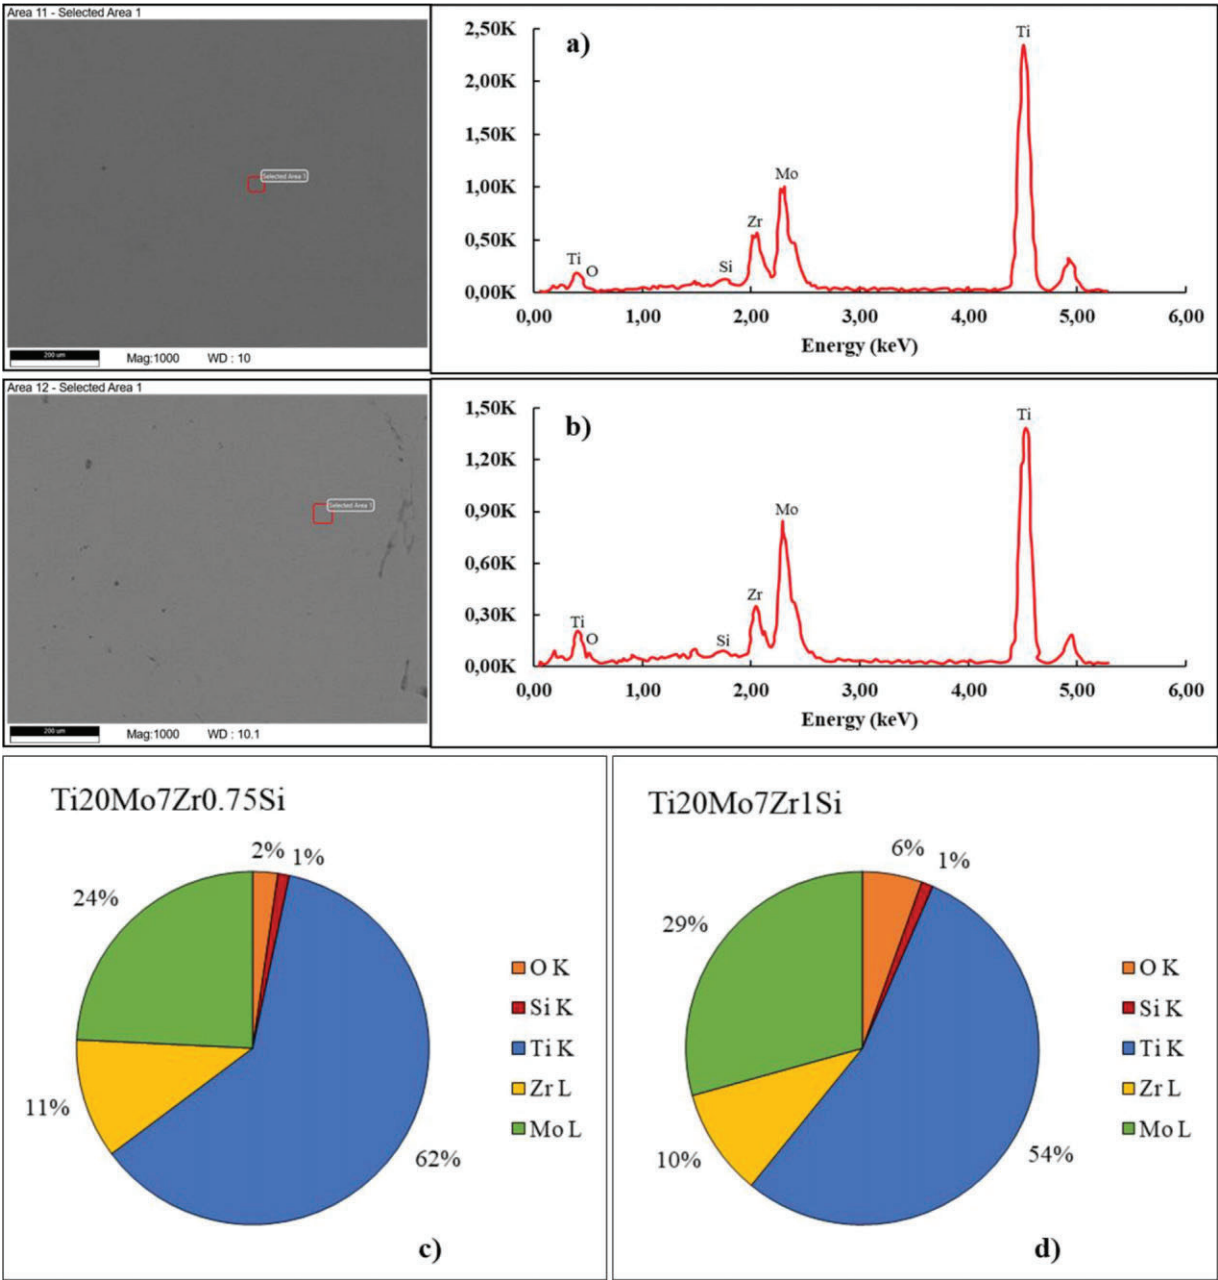 Area 11 - Selected Area 1
Selected Area 1
200 um
Mag:1000 WD : 10
a)
2,50K
2,00K
1,50K
1,00K
0,50K
0,00K
Ti
O
Si
Zr
Mo
Ti
0,00 1,00 2,00 3,00 4,00 5,00 6,00
Energy (keV)
Area 12 - Selected Area 1
Selected Area 1
200 um
Mag:1000 WD : 10.1
b)
1,50K
1,20K
0,90K
0,60K
0,30K
0,00K
Ti
O
Si
Zr
Mo
Ti
0,00 1,00 2,00 3,00 4,00 5,00 6,00
Energy (keV)
Ti20Mo7Zr0.75Si
2% 1%
24%
11%
62%
O K
Si K
Ti K
Zr L
Mo L
c)
Ti20Mo7Zr1Si
6% 1%
29%
10%
54%
O K
Si K
Ti K
Zr L
Mo L
d)